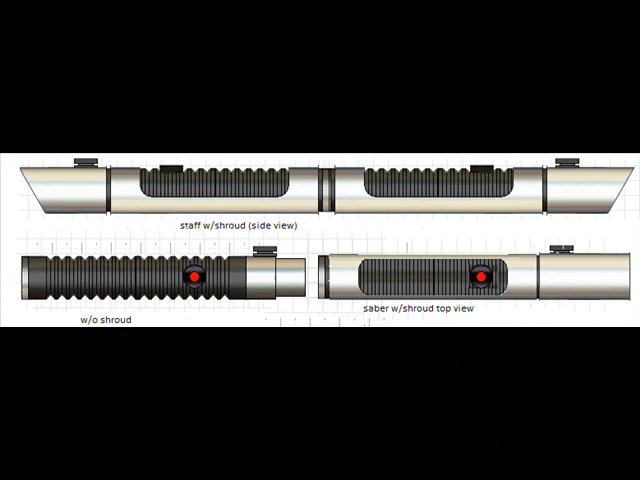 staff w/shroud (side view)
saber w/shroud top view
w/o shroud